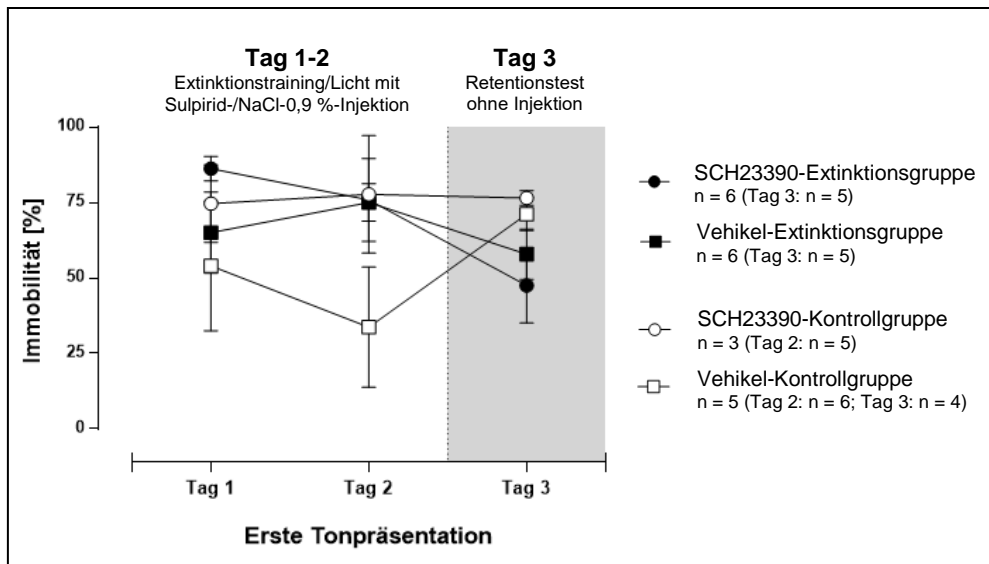 Tag 1-2
Extinktionstraining/Licht mit
Sulpirid-/NaCl-0,9 %-Injektion
Tag 3
Retentionstest
ohne Injektion
Immobilität [%]
100
75
50
25
0
Tag 1
Tag 2
Tag 3
Erste Tonpräsentation
SCH23390-Extinktionsgruppe
n = 6 (Tag 3: n = 5)
Vehikel-Extinktionsgruppe
n = 6 (Tag 3: n = 5)
SCH23390-Kontrollgruppe
n = 3 (Tag 2: n = 5)
Vehikel-Kontrollgruppe
n = 5 (Tag 2: n = 6; Tag 3: n = 4)